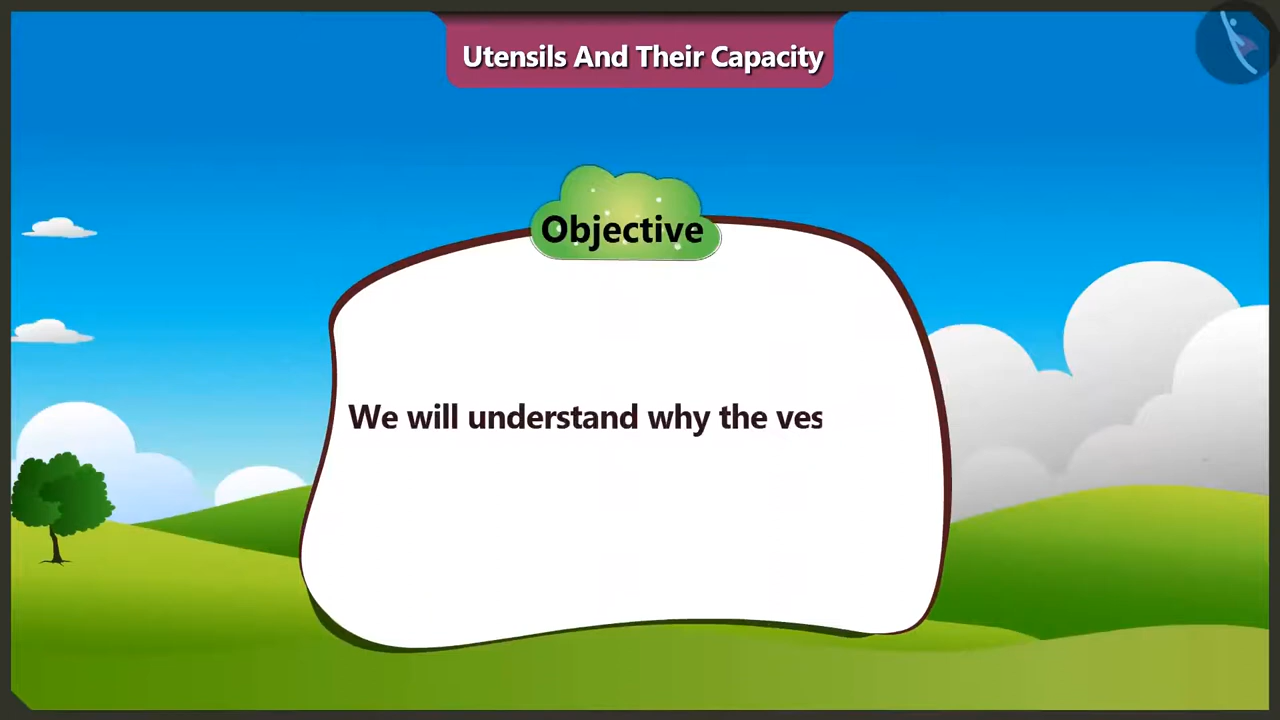 Utensils And Their Capacity
Objective
We will understand why the ves